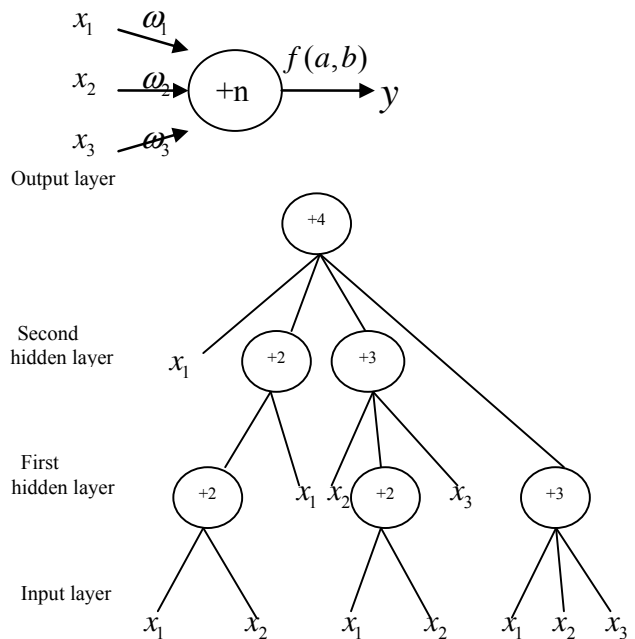 x₁ ω₁
f(a,b)
x₂ ω₂ +n y
x₃ ω₃
Output layer
+4
Second
hidden layer
x₁ +2 +3
First
hidden layer
+2 x₁ x₂ +2 x₃ +3
Input layer
x₁ x₂ x₁ x₂ x₁ x₂ x₃